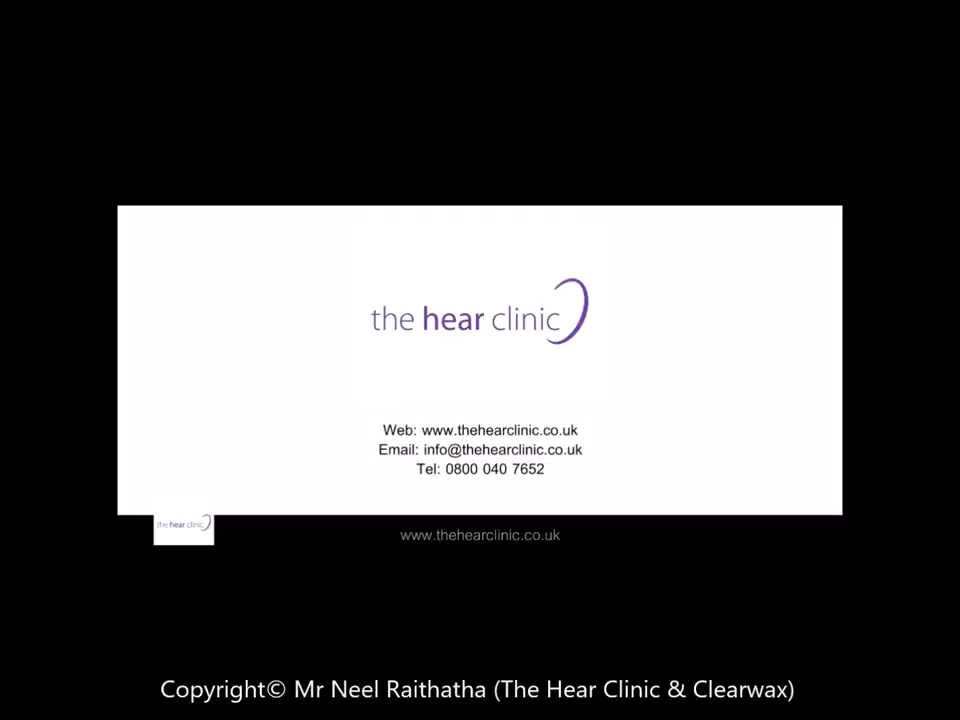 the hear clinic
Web: www.thehearclinic.co.uk
Email: info@thehearclinic.co.uk
Tel: 0800 040 7652
the hear clinic
www.thehearclinic.co.uk
Copyright© Mr Neel Raithatha (The Hear Clinic & Clearwax)